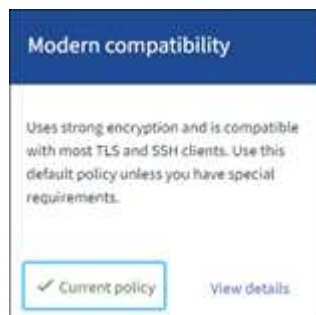 Modern compatibility
Uses strong encryption and is compatible
with most TLS and SSH clients. Use this
default policy unless you have special
requirements.
✓ Current policy
View details